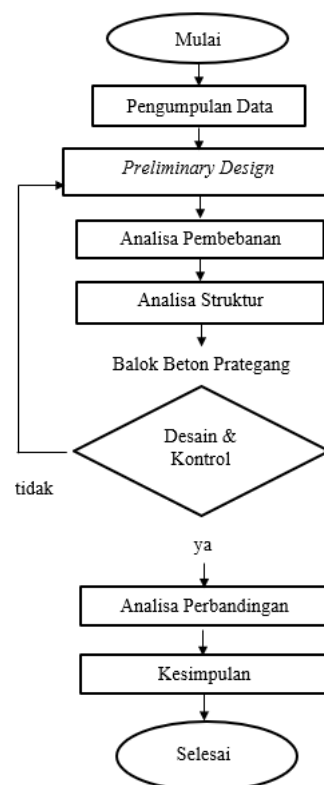 Mulai
Pengumpulan Data
Preliminary Design
Analisa Pembebanan
Analisa Struktur
Balok Beton Prategang
Desain &
Kontrol
tidak
ya
Analisa Perbandingan
Kesimpulan
Selesai